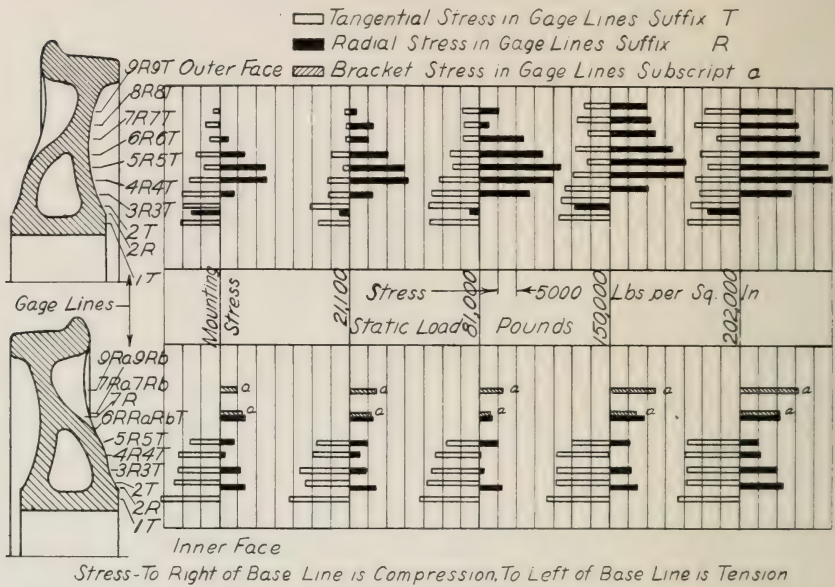 Tangential Stress in Gage Lines Suffix T
Radial Stress in Gage Lines Suffix R
Bracket Stress in Gage Lines Subscript a
Outer Face
9R9T
8R8T
7R7T
6R6T
5R5T
4R4T
3R3T
2T
2R
1T
Gage Lines
Mounting Stress
21,100
81,000
150,000
202,000
Stress 5000 Lbs. per Sq. In
Static Load Pounds
9Ra9Rb
7Ra7Rb
7R
6RRaRbT
5R5T
4R4T
3R3T
2T
2R
1T
a
a
a
a
a
a
a
a
a
a
Inner Face
Stress-To Right of Base Line is Compression, To Left of Base Line is Tension